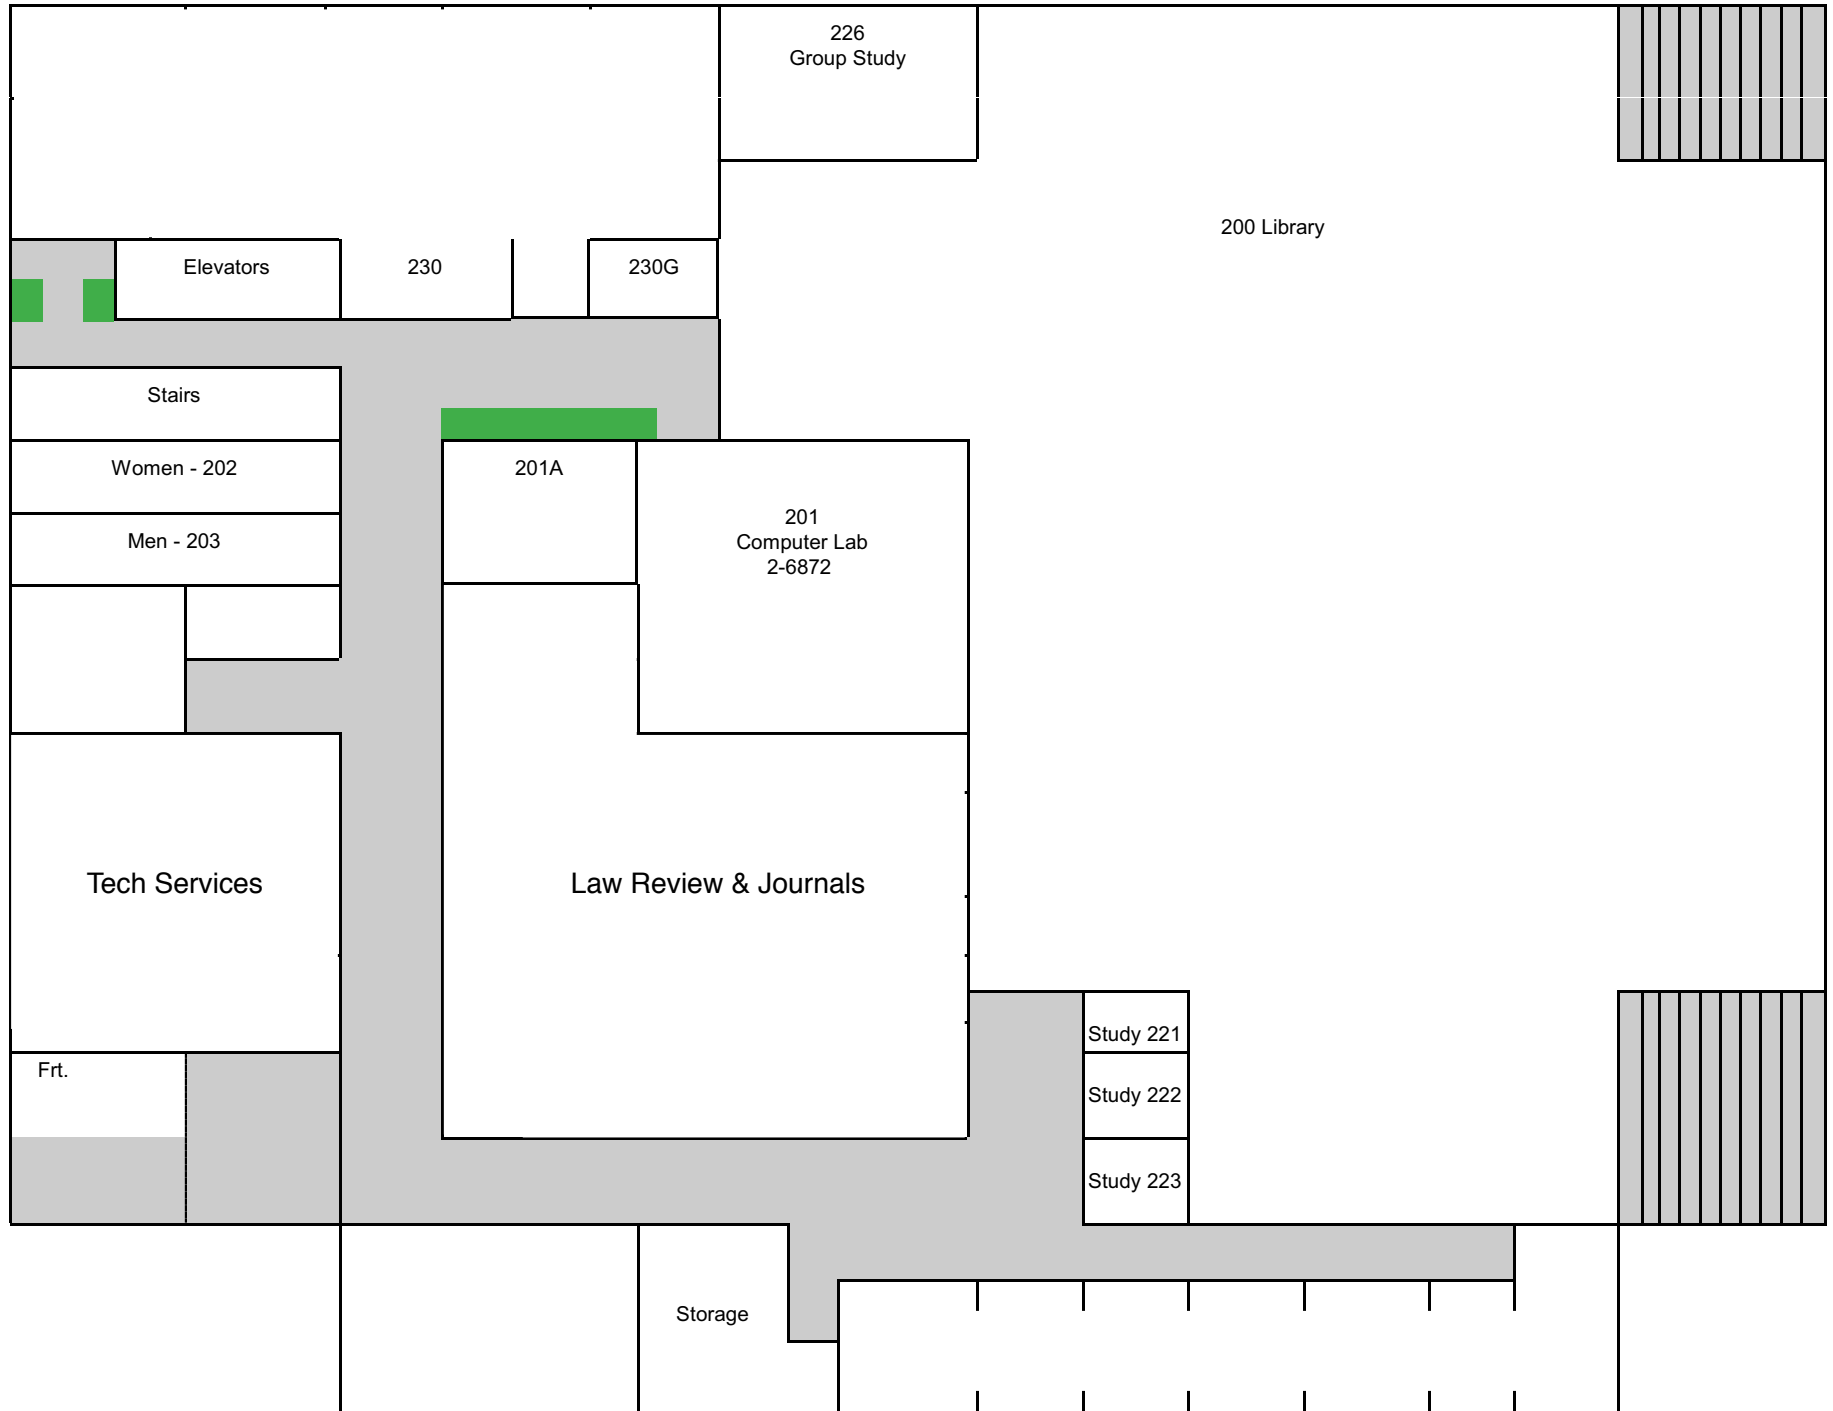 226
Group Study
200 Library
Elevators
230
230G
Stairs
Women - 202
201A
Men - 203
201
Computer Lab
2-6872
Tech Services
Law Review & Journals
Study 221
Frt.
Study 222
Study 223
Storage